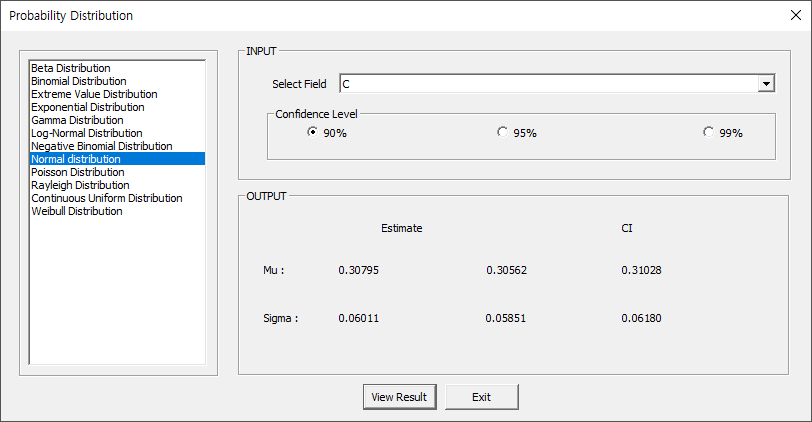 Probability Distribution
Beta Distribution
Binomial Distribution
Extreme Value Distribution
Exponential Distribution
Gamma Distribution
Log-Normal Distribution
Negative Binomial Distribution
Normal distribution
Poisson Distribution
Rayleigh Distribution
Continuous Uniform Distribution
Weibull Distribution
INPUT
Select Field C
Confidence Level
90% 95% 99%
OUTPUT
Estimate CI
Mu : 0.30795 0.30562 0.31028
Sigma : 0.06011 0.05851 0.06180
View Result Exit